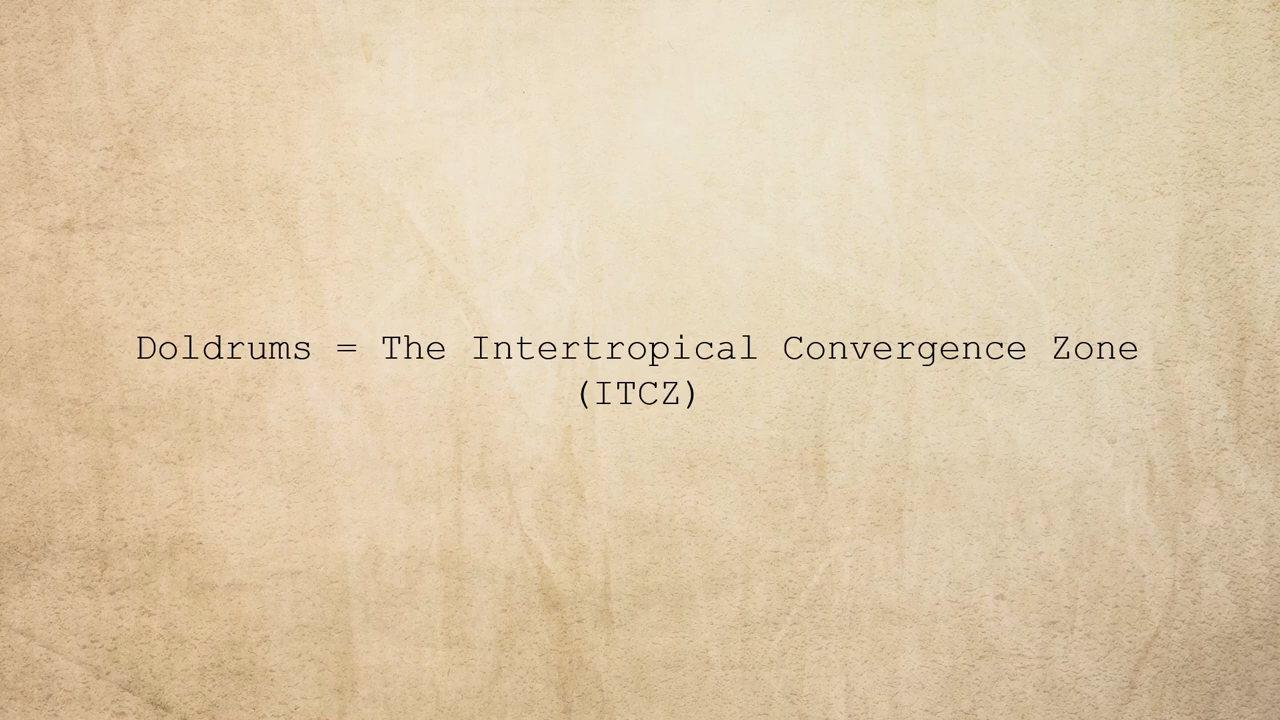 Doldrums = The Intertropical Convergence Zone
(ITCZ)